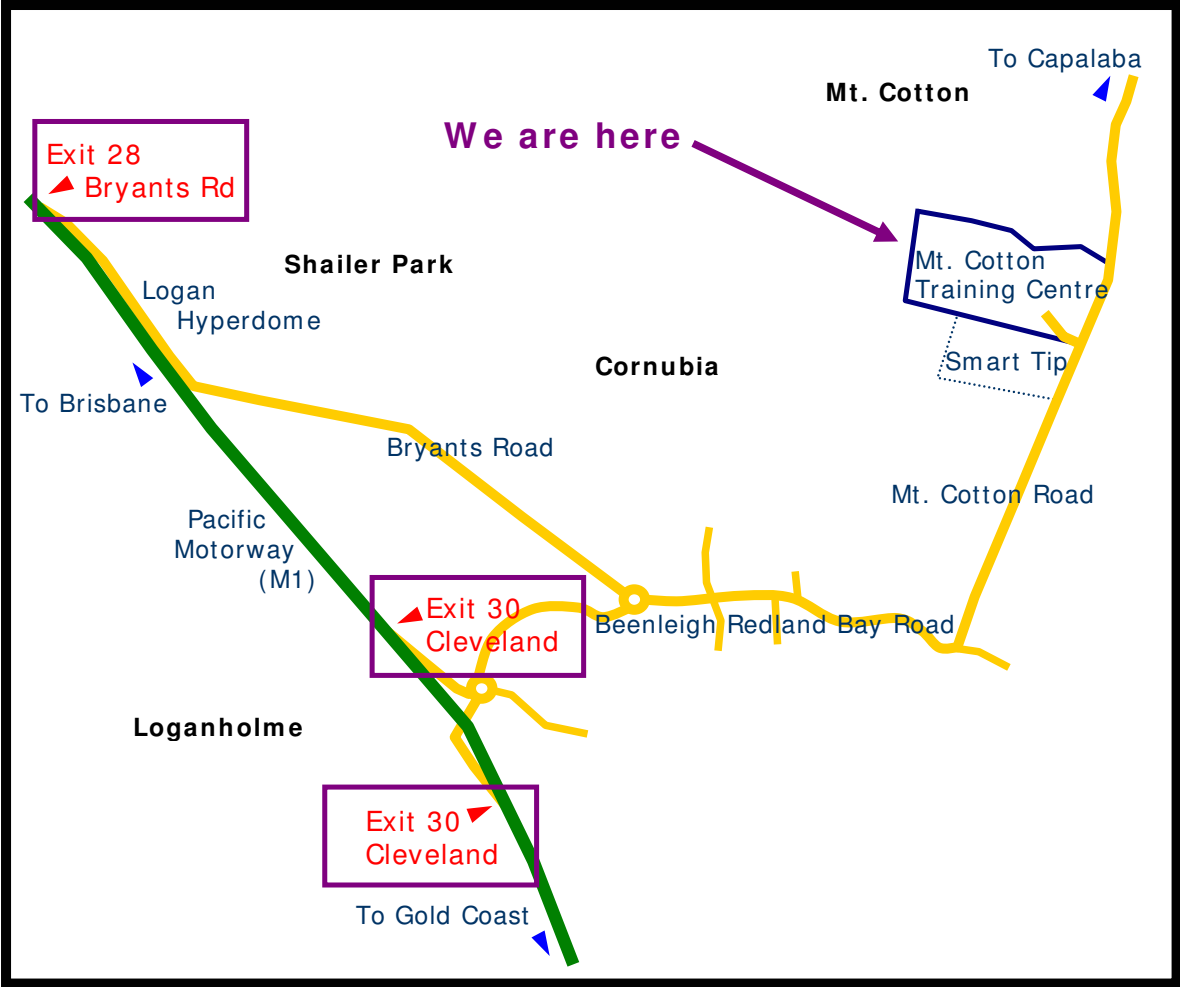 To Capalaba
Mt. Cotton
We are here
Exit 28
Bryants Rd
Shailer Park
Mt. Cotton
Training Centre
Logan
Hyperdome
Smart Tip
Cornubia
To Brisbane
Bryants Road
Mt. Cotton Road
Pacific
Motorway
(M1)
Exit 30
Cleveland
Beenleigh Redland Bay Road
Loganholme
Exit 30
Cleveland
To Gold Coast